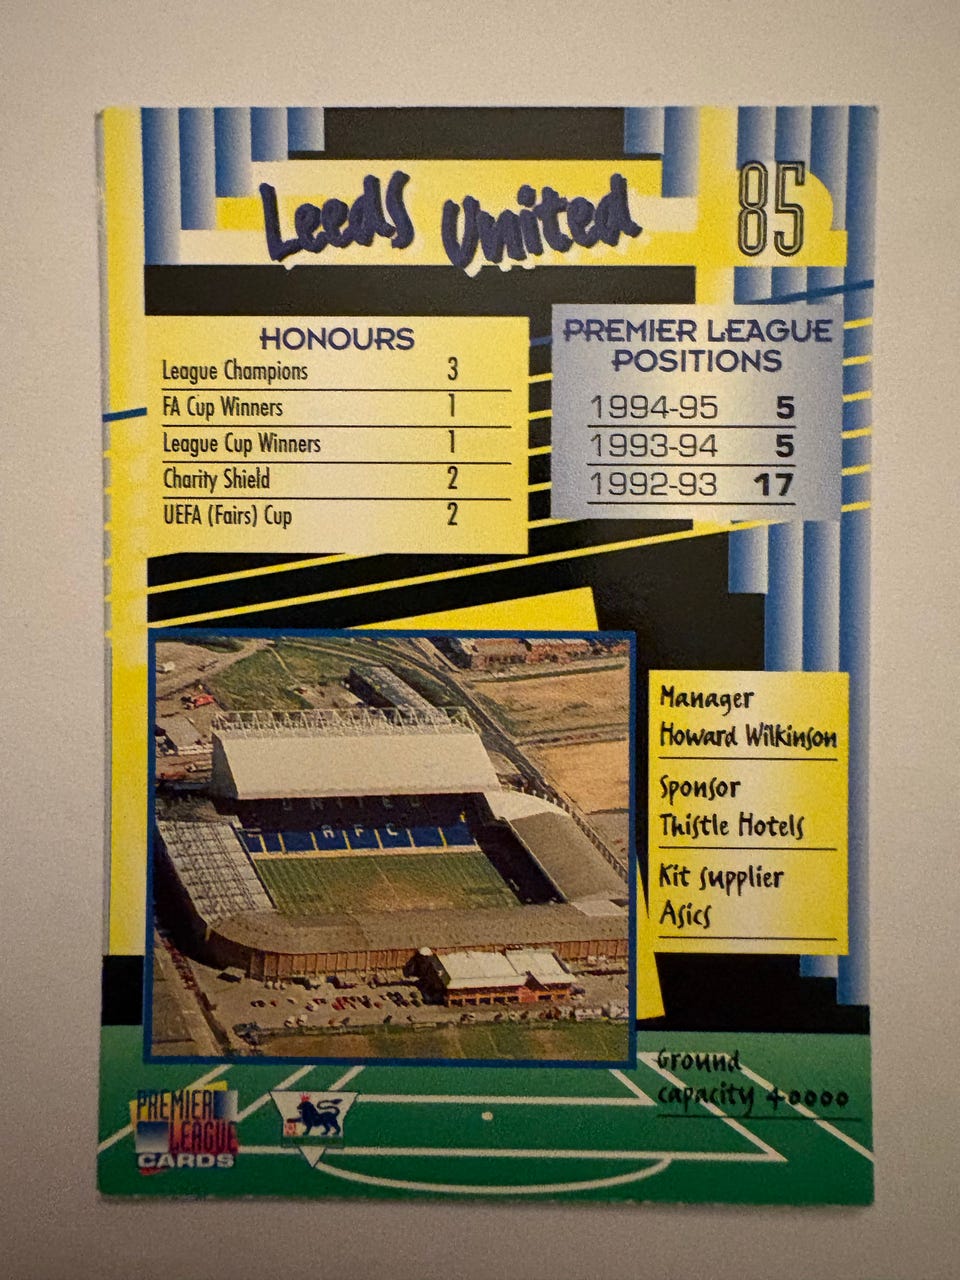 Leeds United
85
HONOURS
League Champions 3
FA Cup Winners 1
League Cup Winners 1
Charity Shield 2
UEFA (Fairs) Cup 2
PREMIER LEAGUE
POSITIONS
1994-95 5
1993-94 5
1992-93 17
UNITED
AFC
Manager
Howard Wilkinson
Sponsor
Thistle Hotels
Kit supplier
Asics
Ground
capacity 40000
PREMIER
LEAGUE
CARDS